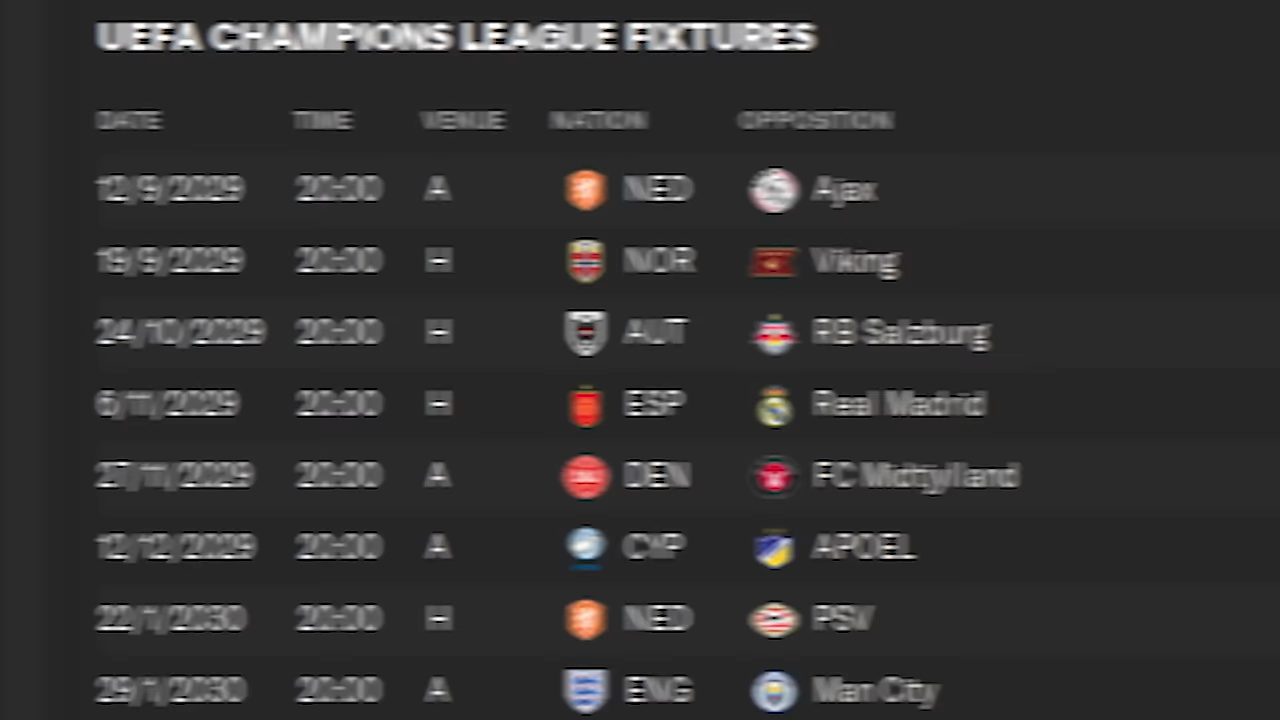 UEFA CHAMPIONS LEAGUE FIXTURES
DATE TIME VENUE NATION OPPOSITION
12/9/2029 20:00 A NED Ajax
19/9/2029 20:00 H NOR Viking
24/10/2029 20:00 H AUT RB Salzburg
6/11/2029 20:00 H ESP Real Madrid
27/11/2029 20:00 A DEN FC Midtjylland
12/12/2029 20:00 A CYP APOEL
22/1/2030 20:00 H NED PSV
29/1/2030 20:00 A ENG Man City